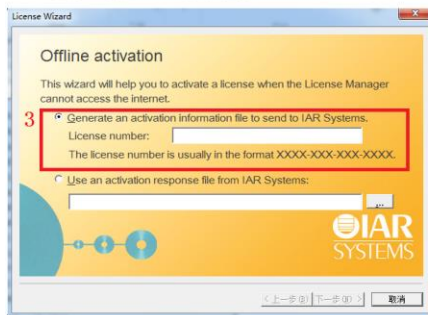 License Wizard
Offline activation
This wizard will help you to activate a license when the License Manager
cannot access the internet.
3
Generate an activation information file to send to IAR Systems.
License number:
The license number is usually in the format XXXX-XXX-XXX-XXXX.
Use an activation response file from IAR Systems:
...
IAR
SYSTEMS
<上一步(B) 下一步(N) > 取消